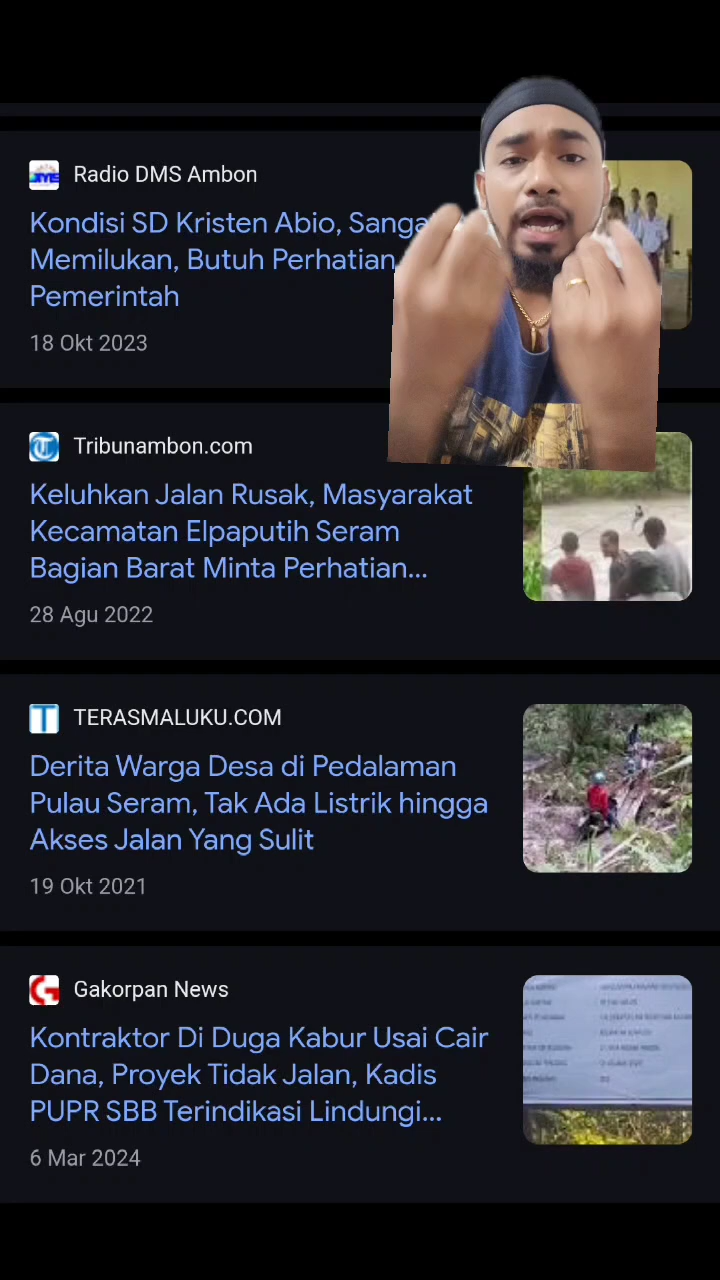 Radio DMS Ambon
Kondisi SD Kristen Abio, Sanga
Memilukan, Butuh Perhatian
Pemerintah
18 Okt 2023
Tribunambon.com
Keluhkan Jalan Rusak, Masyarakat
Kecamatan Elpaputih Seram
Bagian Barat Minta Perhatian...
28 Agu 2022
TERASMALUKU.COM
Derita Warga Desa di Pedalaman
Pulau Seram, Tak Ada Listrik hingga
Akses Jalan Yang Sulit
19 Okt 2021
Gakorpan News
Kontraktor Di Duga Kabur Usai Cair
Dana, Proyek Tidak Jalan, Kadis
PUPR SBB Terindikasi Lindungi...
6 Mar 2024